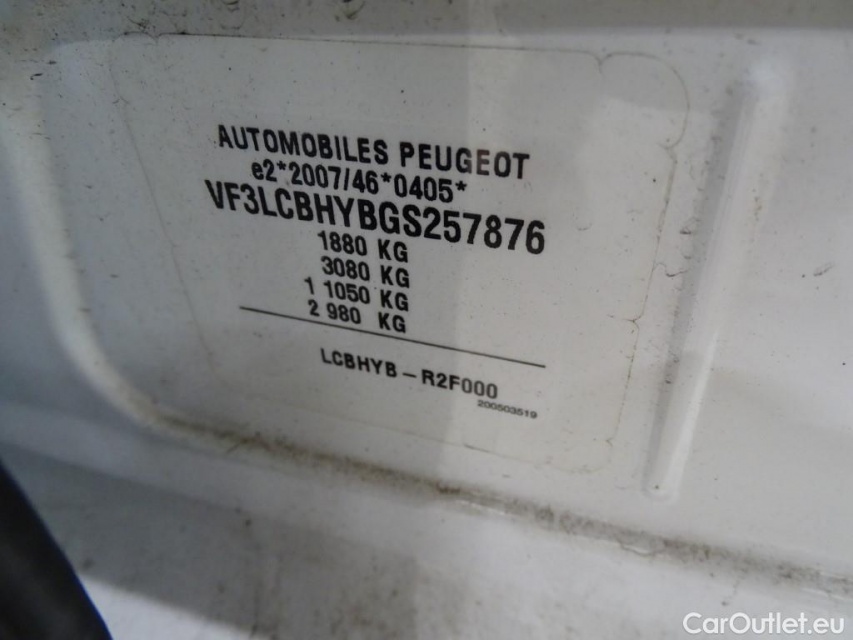 AUTOMOBILES PEUGEOT
e2*2007/46*0405*
VF3LCBHYBGS257876
1880 KG
3080 KG
1 1050 KG
2 980 KG
LCBHYB – R2F000
200503519
CarOutlet.eu